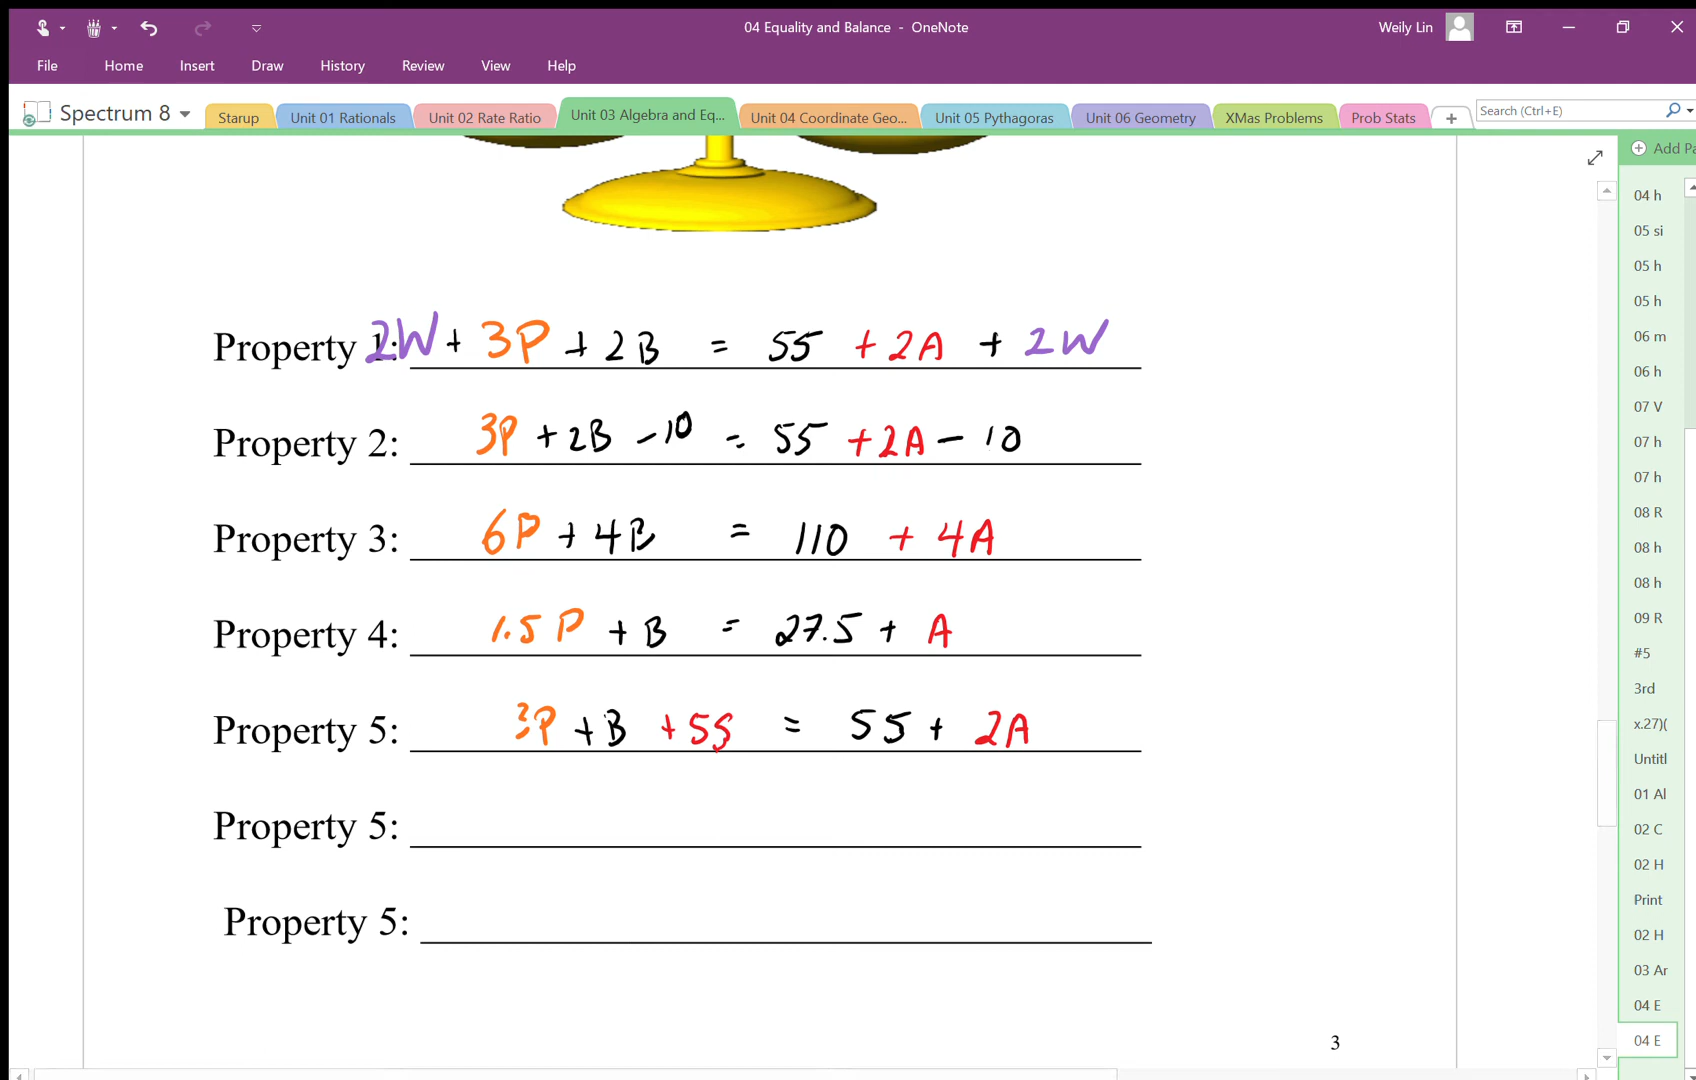 04 Equality and Balance - OneNote
Weily Lin
File Home Insert Draw History Review View Help
Spectrum 8
Starup Unit 01 Rationals Unit 02 Rate Ratio Unit 03 Algebra and Eq... Unit 04 Coordinate Geo... Unit 05 Pythagoras Unit 06 Geometry XMas Problems Prob Stats +
Search (Ctrl+E)
Property 1: 2W + 3P + 2B = 55 + 2A + 2W
Property 2: 3P + 2B - 10 = 55 + 2A - 10
Property 3: 6P + 4B = 110 + 4A
Property 4: 1.5P + B = 27.5 + A
Property 5: 3P + B + 5S = 55 + 2A
Property 5:
Property 5:
3
Add Pa
04 h
05 si
05 h
05 h
06 m
06 h
07 V
07 h
07 h
08 R
08 h
08 h
09 R
#5
3rd
x.27)(
Untitl
01 Al
02 C
02 H
Print
02 H
03 Ar
04 E
04 E